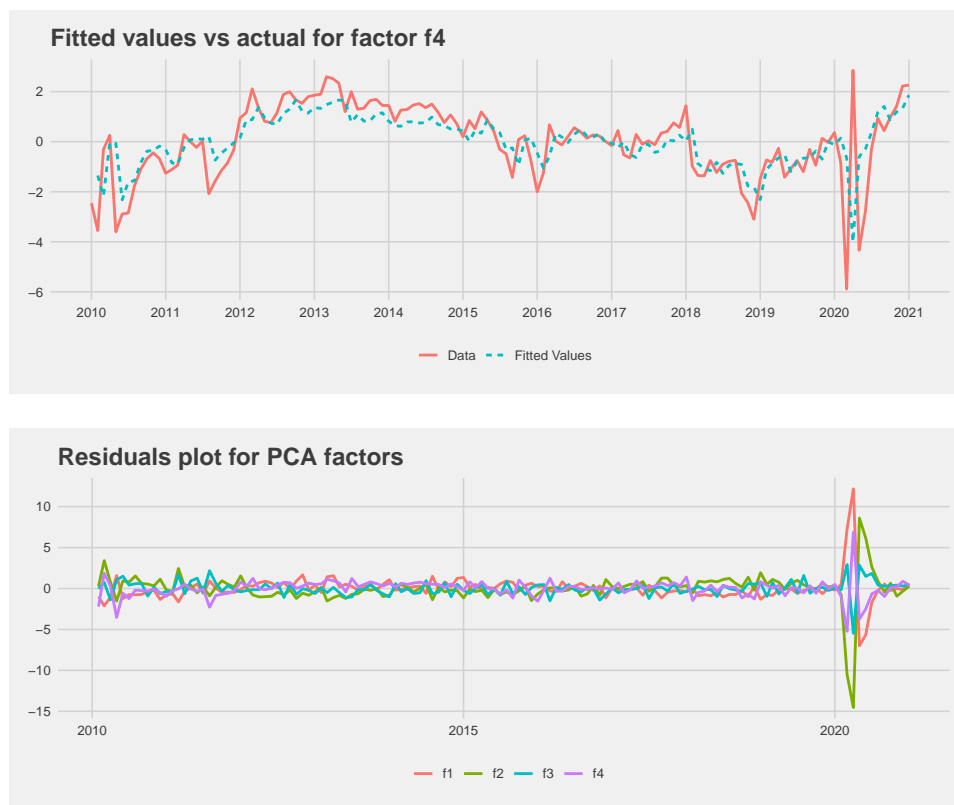 Fitted values vs actual for factor f4
2
0
−2
−4
−6
2010 2011 2012 2013 2014 2015 2016 2017 2018 2019 2020 2021
Data Fitted Values
Residuals plot for PCA factors
10
5
0
−5
−10
−15
2010 2015 2020
f1 f2 f3 f4